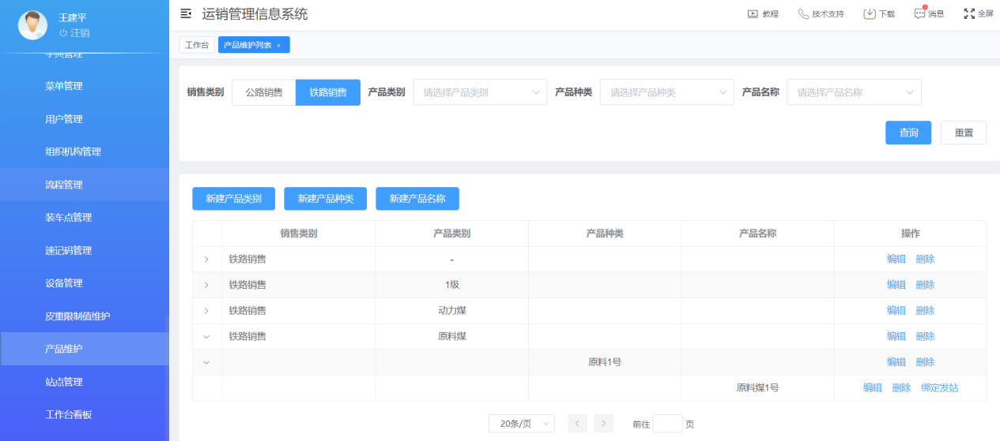 王建平
注销
字典管理
菜单管理
用户管理
组织机构管理
流程管理
装车点管理
速记码管理
设备管理
皮重限制值维护
产品维护
站点管理
工作台看板
运销管理信息系统
教程 技术支持 下载 消息 全屏
工作台 产品维护列表 ×
销售类别 公路销售 铁路销售 产品类别 请选择产品类别 产品种类 请选择产品种类 产品名称 请选择产品名称
查询 重置
新建产品类别 新建产品种类 新建产品名称
销售类别 产品类别 产品种类 产品名称 操作
铁路销售 - 编辑 删除
铁路销售 1级 编辑 删除
铁路销售 动力煤 编辑 删除
铁路销售 原料煤 编辑 删除
原料1号 编辑 删除
原料煤1号 编辑 删除 绑定发站
20条/页 前往 页